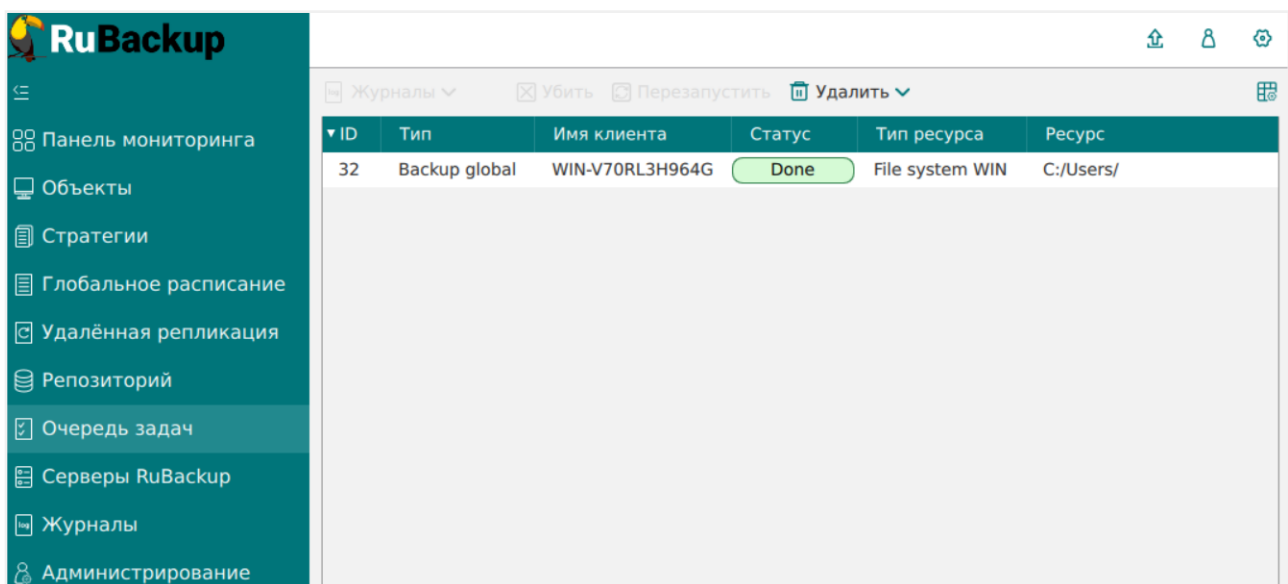 RuBackup
Журналы Убить Перезапустить Удалить
Панель мониторинга
Объекты
Стратегии
Глобальное расписание
Удалённая репликация
Репозиторий
Очередь задач
Серверы RuBackup
Журналы
Администрирование
ID Тип Имя клиента Статус Тип ресурса Ресурс
32 Backup global WIN-V70RL3H964G Done File system WIN C:/Users/